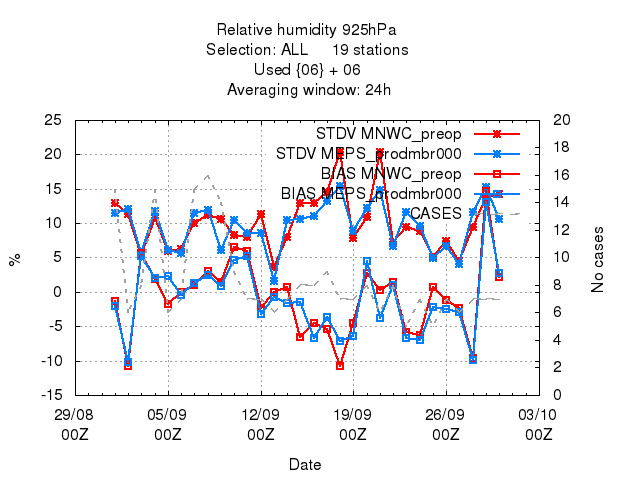 Relative humidity 925hPa
Selection: ALL 19 stations
Used {06} + 06
Averaging window: 24h
STDV MNWC_preop
STDV MEPS_prodmbr000
BIAS MNWC_preop
BIAS MEPS_prodmbr000
CASES
25
20
15
10
5
0
-5
-10
-15
%
20
18
16
14
12
10
8
6
4
2
0
No cases
29/08 05/09 12/09 19/09 26/09 03/10
00Z 00Z 00Z 00Z 00Z 00Z
Date